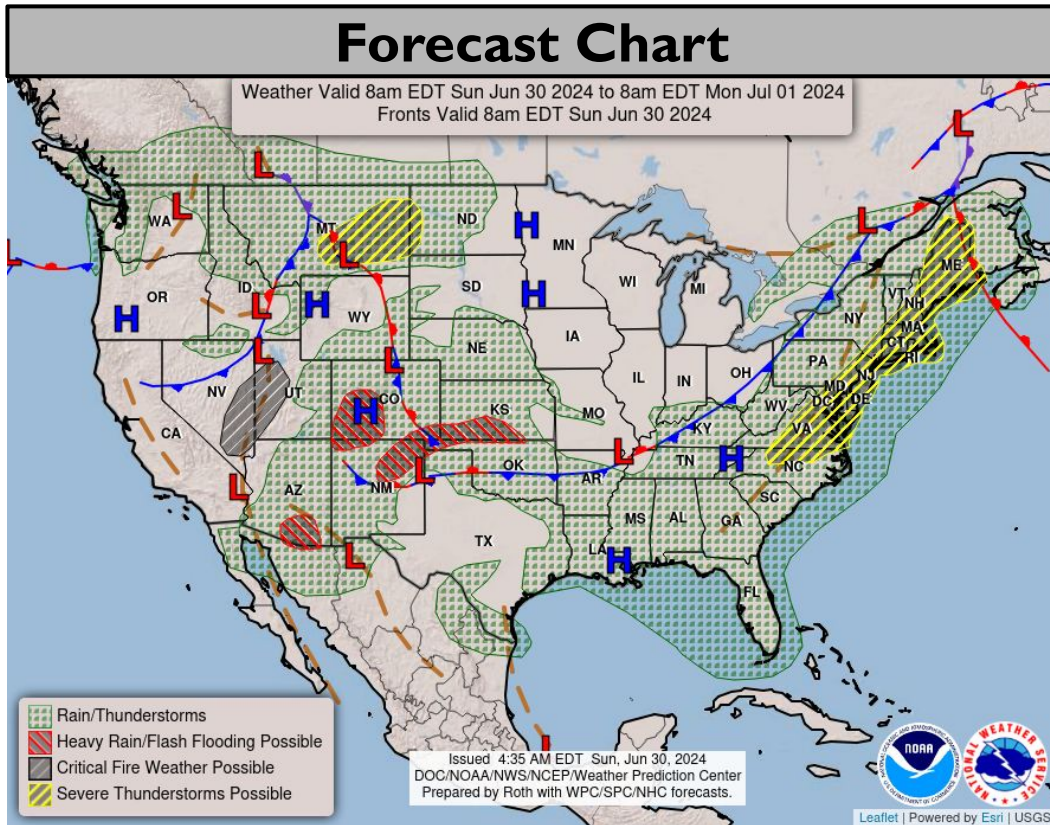 Forecast Chart
Weather Valid 8am EDT Sun Jun 30 2024 to 8am EDT Mon Jul 01 2024
Fronts Valid 8am EDT Sun Jun 30 2024
L
L
WA
L
MT
ND
H
MN
L
L
ME
L
OR
H
ID
L
H
WY
SD
H
WI
MI
VT
NH
NY
MA
CT
RI
L
NV
UT
L
CO
H
NE
IA
IL
IN
OH
PA
NJ
MD
DE
DC
WV
VA
CA
KS
MO
KY
L
AZ
NM
L
OK
L
AR
TN
H
NC
SC
L
TX
LA
H
MS
AL
GA
FL
L
Rain/Thunderstorms
Heavy Rain/Flash Flooding Possible
Critical Fire Weather Possible
Severe Thunderstorms Possible
Issued 4:35 AM EDT Sun, Jun 30, 2024
DOC/NOAA/NWS/NCEP/Weather Prediction Center
Prepared by Roth with WPC/SPC/NHC forecasts.
NOAA
NATIONAL WEATHER SERVICE
Leaflet | Powered by Esri | USGS